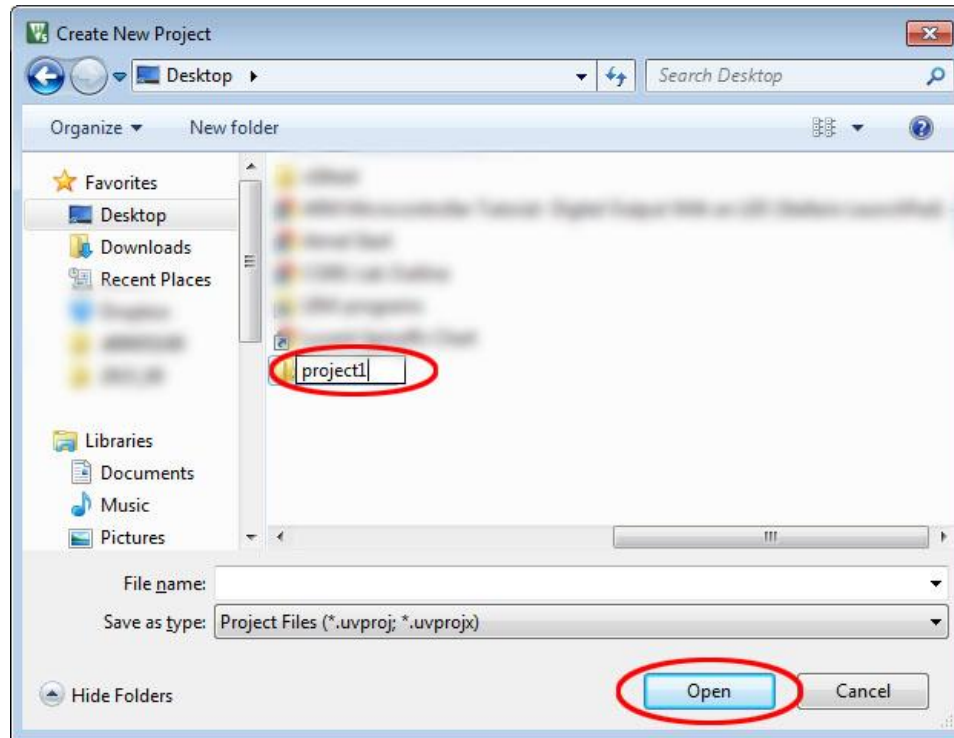 Create New Project
Desktop
Search Desktop
Organize
New folder
Favorites
Desktop
Downloads
Recent Places
project1
Libraries
Documents
Music
Pictures
File name:
Save as type: Project Files (*.uvproj; *.uvprojx)
Hide Folders
Open
Cancel